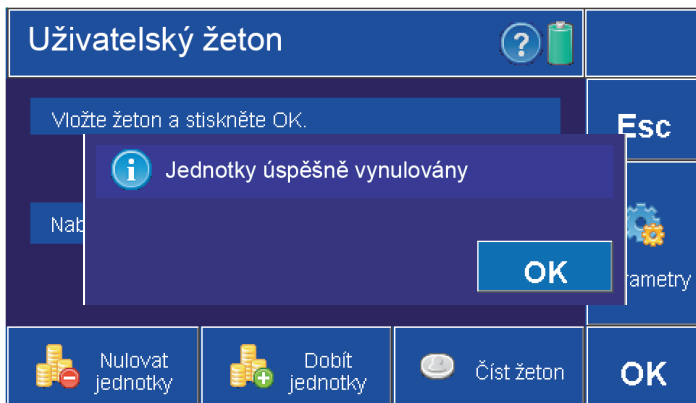 Uživatelský žeton
?
Vložte žeton a stiskněte OK.
Esc
i Jednotky úspěšně vynulovány
Nab
OK
rametry
Nulovat
jednotky
Dobít
jednotky
Číst žeton
OK